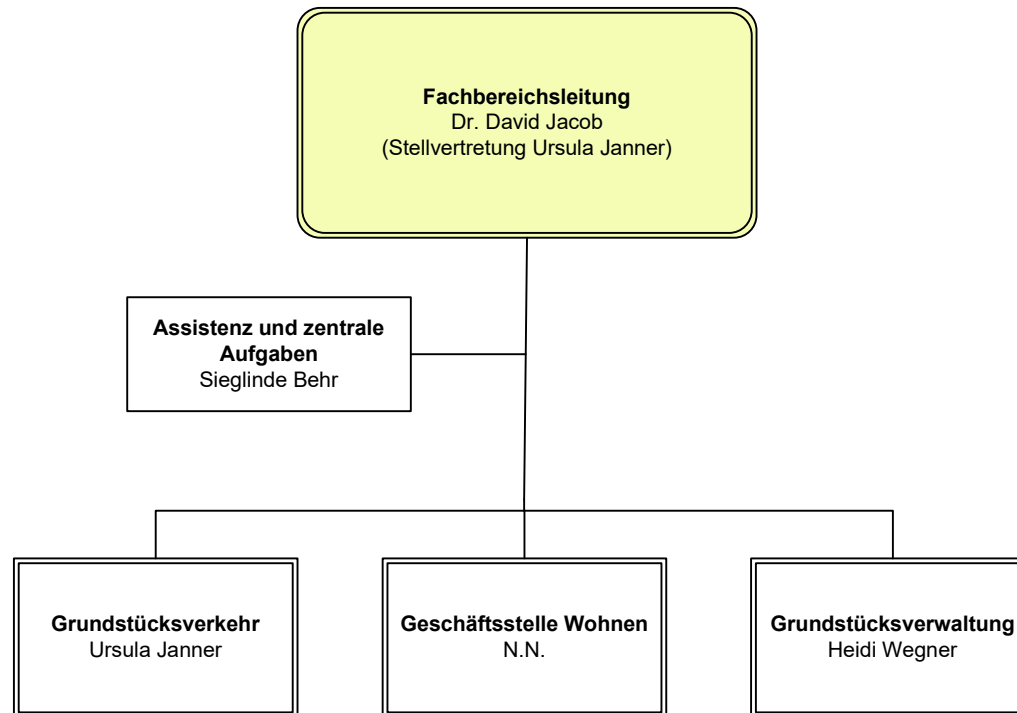 Fachbereichsleitung
Dr. David Jacob
(Stellvertretung Ursula Janner)
Assistenz und zentrale
Aufgaben
Sieglinde Behr
Grundstücksverkehr
Ursula Janner
Geschäftsstelle Wohnen
N.N.
Grundstücksverwaltung
Heidi Wegner